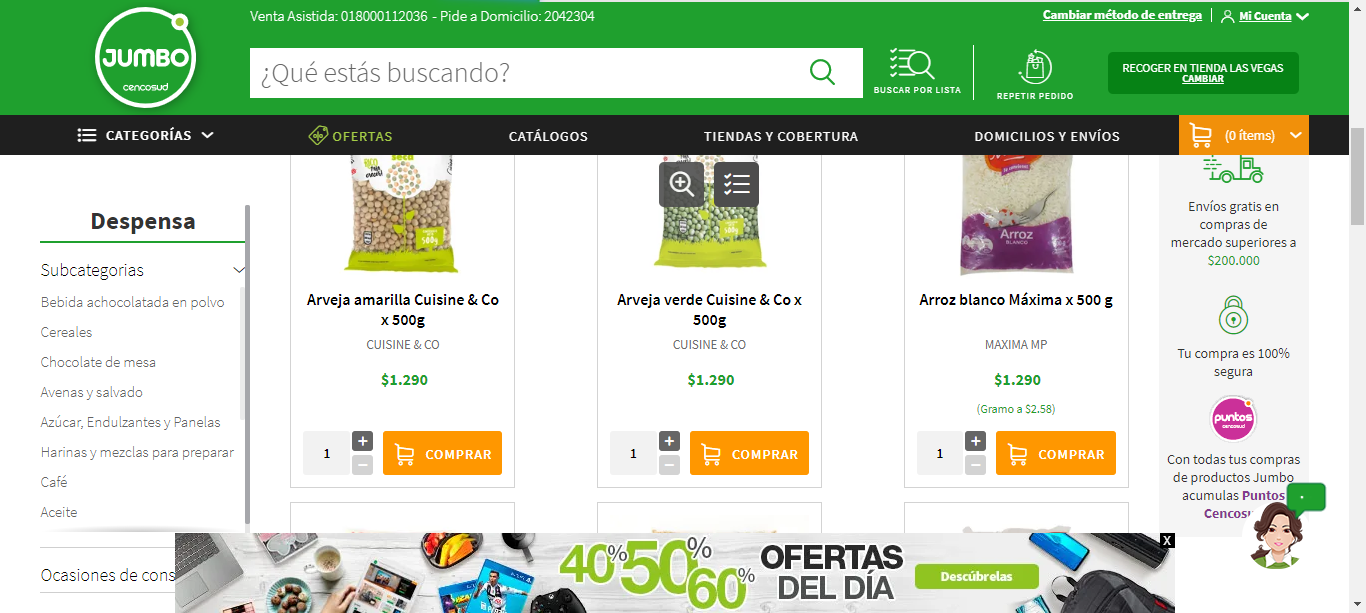 Venta Asistida: 018000112036 - Pide a Domicilio: 2042304
Cambiar método de entrega
Mi Cuenta
JUMBO
cencosud
¿Qué estás buscando?
BUSCAR POR LISTA
REPETIR PEDIDO
RECOGER EN TIENDA LAS VEGAS
CAMBIAR
CATEGORÍAS
OFERTAS
CATÁLOGOS
TIENDAS Y COBERTURA
DOMICILIOS Y ENVÍOS
(0 ítems)
Despensa
Subcategorias
Bebida achocolatada en polvo
Cereales
Chocolate de mesa
Avenas y salvado
Azúcar, Endulzantes y Panelas
Harinas y mezclas para preparar
Café
Aceite
Ocasiones de cons
seca
500g
Arveja amarilla Cuisine & Co
x 500g
CUISINE & CO
$1.290
1
+
−
COMPRAR
500g
Arveja verde Cuisine & Co x
500g
CUISINE & CO
$1.290
1
+
−
COMPRAR
Arroz
BLANCO
Arroz blanco Máxima x 500 g
MAXIMA MP
$1.290
(Gramo a $2.58)
1
+
−
COMPRAR
Envíos gratis en
compras de
mercado superiores a
$200.000
Tu compra es 100%
segura
puntos
cencosud
Con todas tus compras
de productos Jumbo
acumulas Puntos
Cencosu
40% 50% 60%
OFERTAS
DEL DÍA
Descúbrelas
X